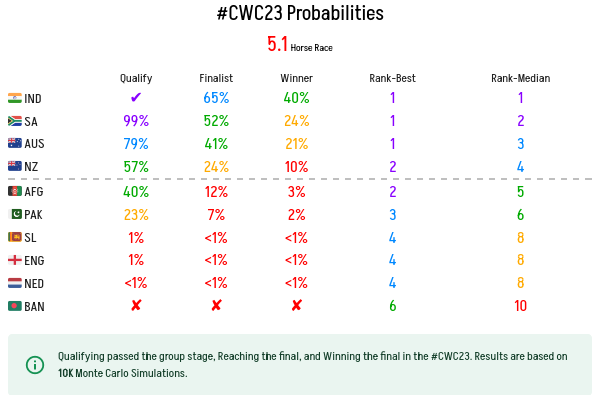 #CWC23 Probabilities
5.1 Horse Race
Qualify Finalist Winner Rank-Best Rank-Median
IND ✔ 65% 40% 1 1
SA 99% 52% 24% 1 2
AUS 79% 41% 21% 1 3
NZ 57% 24% 10% 2 4
AFG 40% 12% 3% 2 5
PAK 23% 7% 2% 3 6
SL 1% <1% <1% 4 8
ENG 1% <1% <1% 4 8
NED <1% <1% <1% 4 8
BAN ✘ ✘ ✘ 6 10
Qualifying passed the group stage, Reaching the final, and Winning the final in the #CWC23. Results are based on
10K Monte Carlo Simulations.